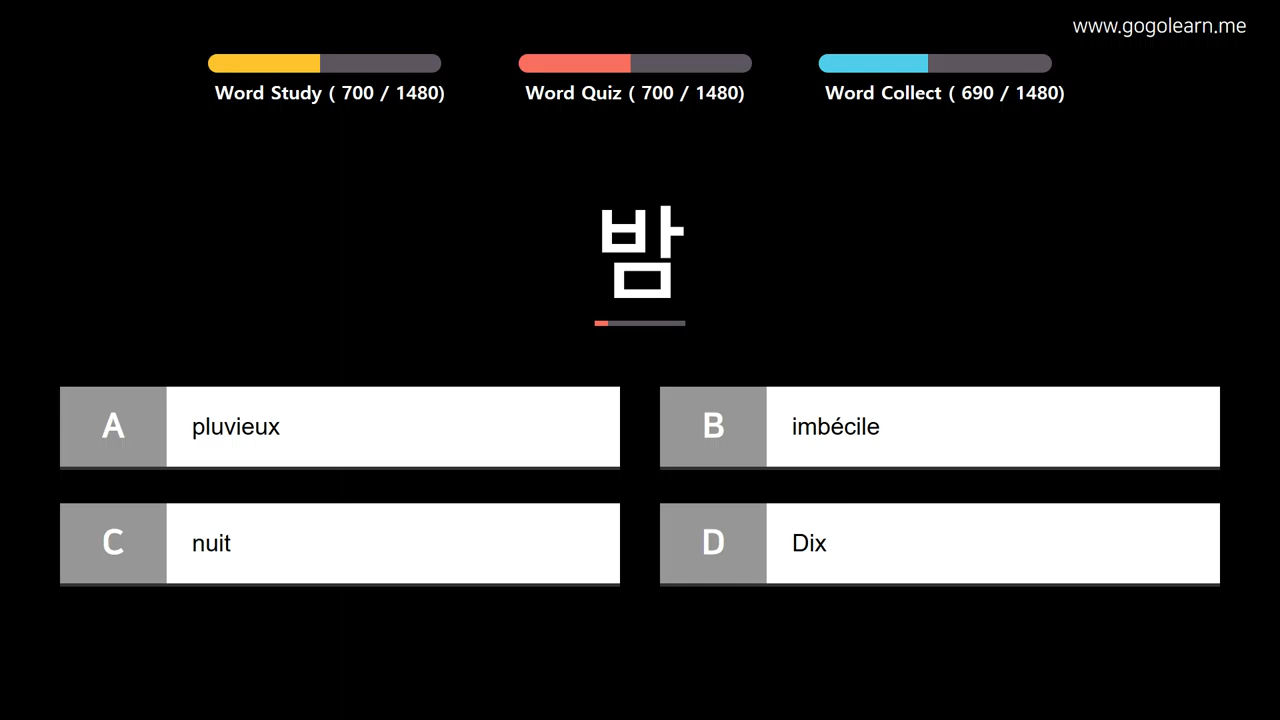 www.gogolearn.me
Word Study ( 700 / 1480)
Word Quiz ( 700 / 1480)
Word Collect ( 690 / 1480)
밤
A pluvieux
B imbécile
C nuit
D Dix